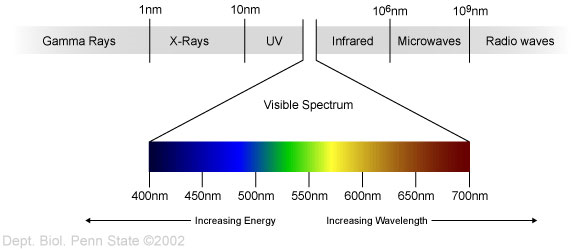 1nm 10nm 10⁶nm 10⁹nm
Gamma Rays X-Rays UV Infrared Microwaves Radio waves
Visible Spectrum
400nm 450nm 500nm 550nm 600nm 650nm 700nm
Increasing Energy Increasing Wavelength
Dept. Biol. Penn State ©2002